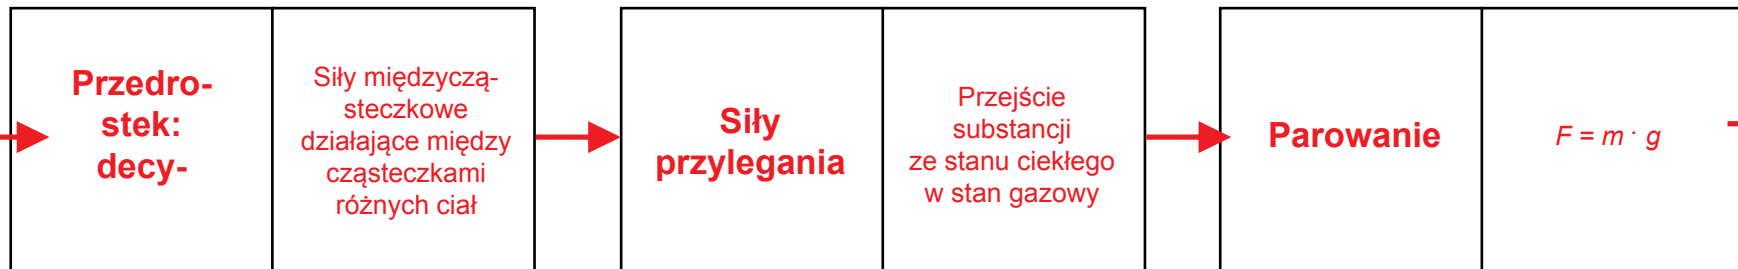 Przedro-
stek:
decy-
Siły międzyczą-
steczkowe
działające między
cząsteczkami
różnych ciał
Siły
przylegania
Przejście
substancji
ze stanu ciekłego
w stan gazowy
Parowanie
F = m · g